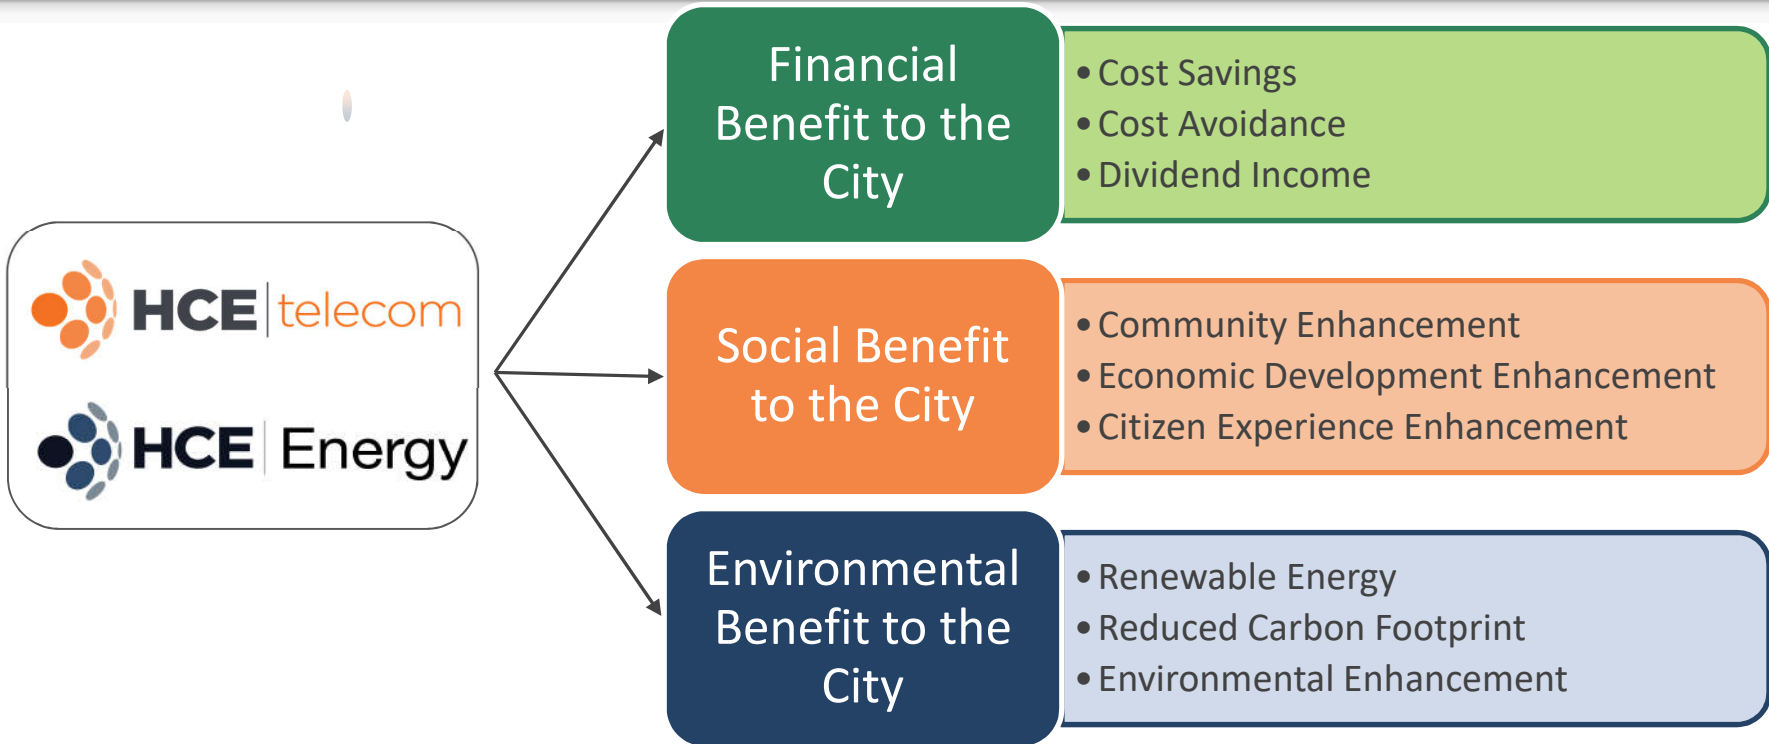 HCE telecom
HCE Energy
Financial
Benefit to the
City
• Cost Savings
• Cost Avoidance
• Dividend Income
Social Benefit
to the City
• Community Enhancement
• Economic Development Enhancement
• Citizen Experience Enhancement
Environmental
Benefit to the
City
• Renewable Energy
• Reduced Carbon Footprint
• Environmental Enhancement